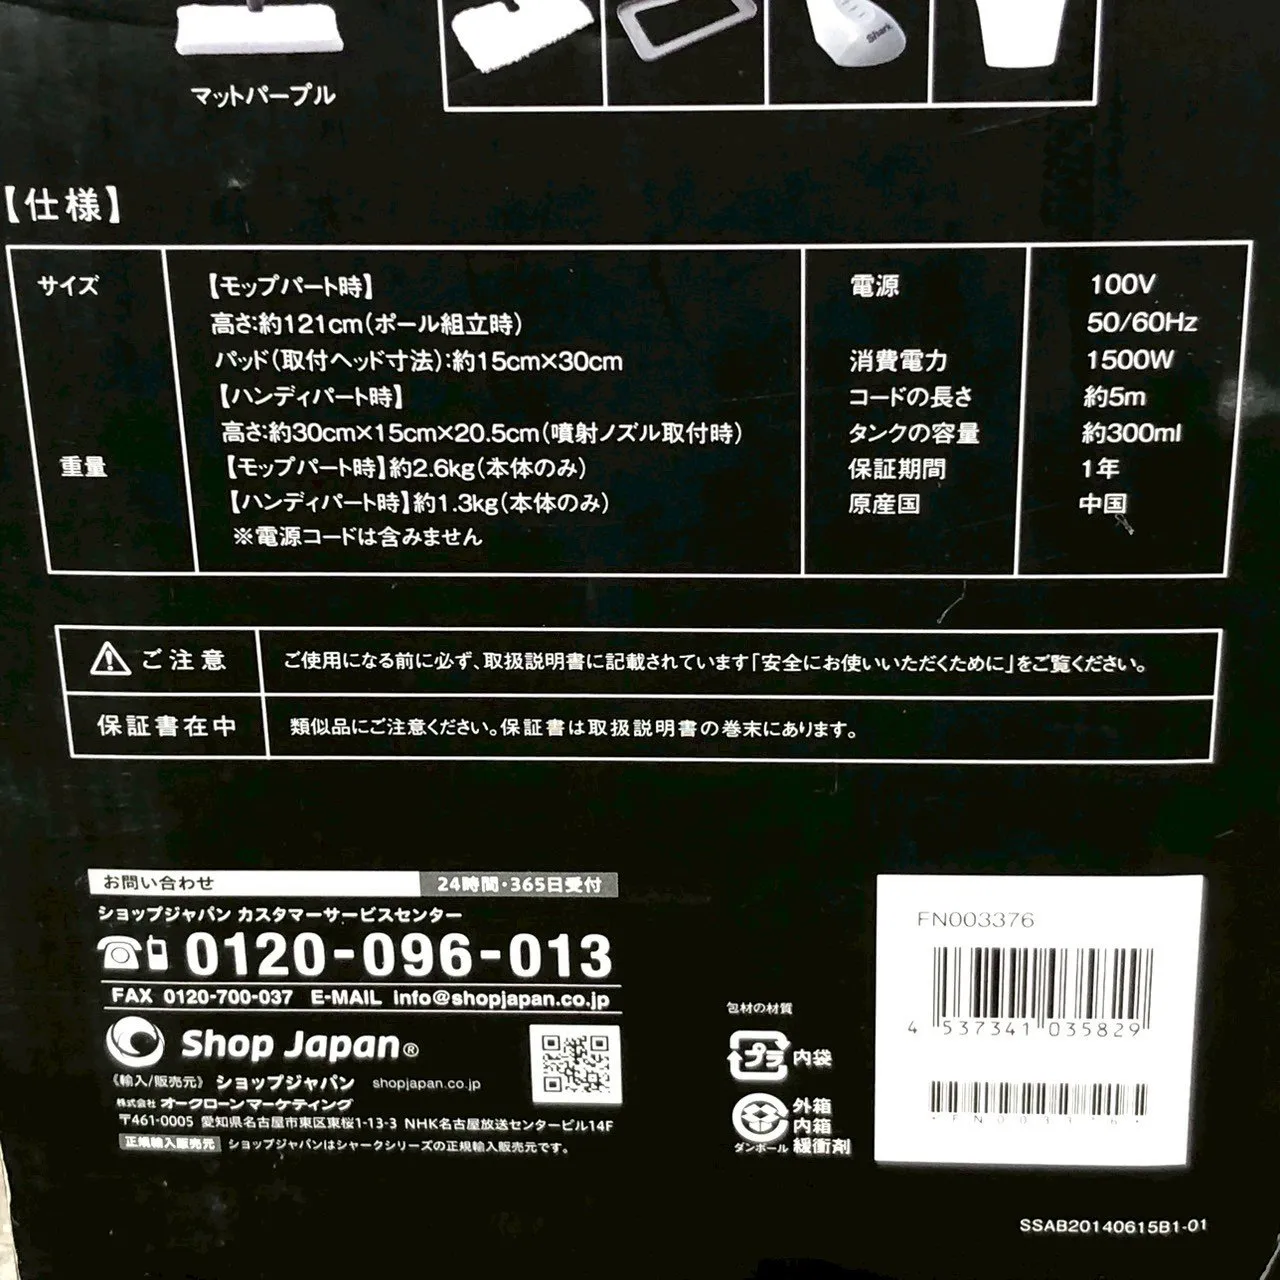 Shark
マットパープル
【仕様】
サイズ
【モップパート時】
高さ:約121cm(ポール組立時)
パッド(取付ヘッド寸法):約15cm×30cm
【ハンディパート時】
高さ:約30cm×15cm×20.5cm(噴射ノズル取付時)
重量
【モップパート時】約2.6kg(本体のみ)
【ハンディパート時】約1.3kg(本体のみ)
※電源コードは含みません
電源 100V
50/60Hz
消費電力 1500W
コードの長さ 約5m
タンクの容量 約300ml
保証期間 1年
原産国 中国
ご注意 ご使用になる前に必ず、取扱説明書に記載されています「安全にお使いいただくために」をご覧ください。
保証書在中 類似品にご注意ください。保証書は取扱説明書の巻末にあります。
お問い合わせ 24時間・365日受付
ショップジャパン カスタマーサービスセンター
0120-096-013
FAX 0120-700-037 E-MAIL info@shopjapan.co.jp
Shop Japan®
《輸入/販売元》 ショップジャパン shopjapan.co.jp
株式会社 オークローンマーケティング
〒461-0005 愛知県名古屋市東区東桜1-13-3 NHK名古屋放送センタービル14F
正規輸入販売元 ショップジャパンはシャークシリーズの正規輸入販売元です。
包材の材質
プラ 内袋
外箱
内箱
ダンボール 緩衝剤
FN003376
4 537341 035829
*FN003376*
SSAB20140615B1-01